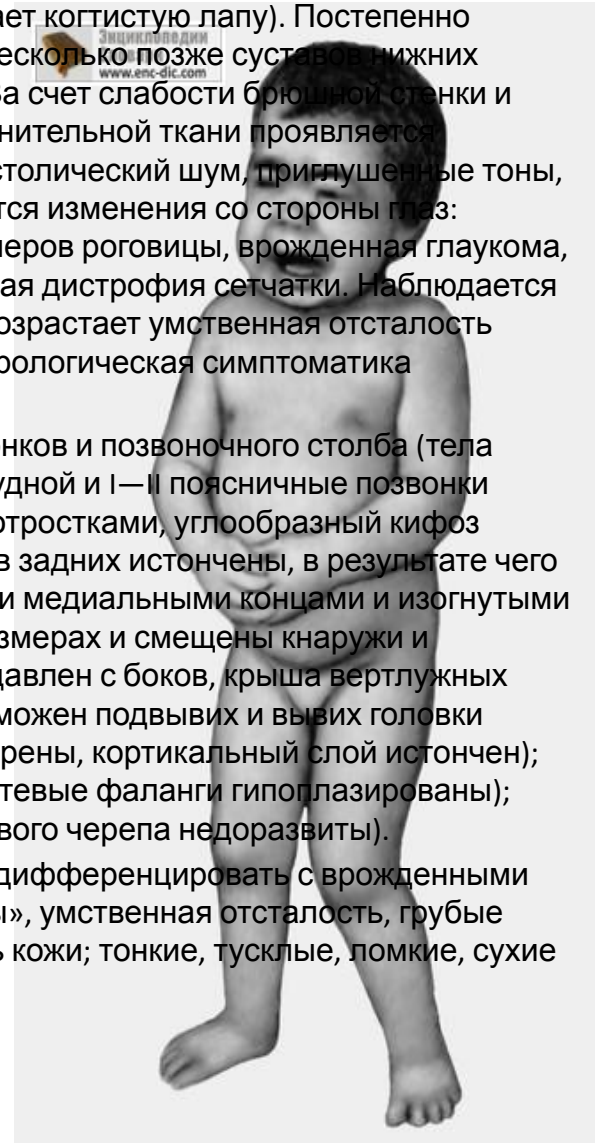 ает когтистую лапу). Постепенно
Энциклопедии
есколько позже суставов нижних
www.enc-dic.com
За счет слабости брюшной стенки и
нительной ткани проявляется
столический шум, приглушенные тоны,
тся изменения со стороны глаз:
меров роговицы, врожденная глаукома,
ая дистрофия сетчатки. Наблюдается
озрастает умственная отсталость
рологическая симптоматика
онков и позвоночного столба (тела
удной и I—II поясничные позвонки
отростками, углообразный кифоз
в задних истончены, в результате чего
и медиальными концами и изогнутыми
змерах и смещены кнаружи и
давлен с боков, крыша вертлужных
можен подвывих и вывих головки
рены, кортикальный слой истончен);
тевые фаланги гипоплазированы);
вого черепа недоразвиты).
дифференцировать с врожденными
ы», умственная отсталость, грубые
ь кожи; тонкие, тусклые, ломкие, сухие